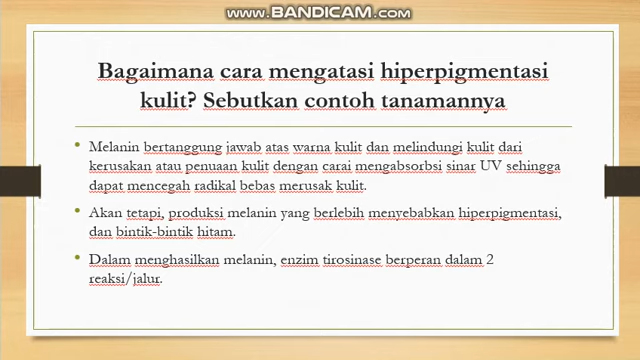 www.BANDICAM.com
Bagaimana cara mengatasi hiperpigmentasi
kulit? Sebutkan contoh tanamannya
• Melanin bertanggung jawab atas warna kulit dan melindungi kulit dari
kerusakan atau penuaan kulit dengan carai mengabsorbsi sinar UV sehingga
dapat mencegah radikal bebas merusak kulit.
• Akan tetapi, produksi melanin yang berlebih menyebabkan hiperpigmentasi,
dan bintik-bintik hitam.
• Dalam menghasilkan melanin, enzim tirosinase berperan dalam 2
reaksi/jalur.